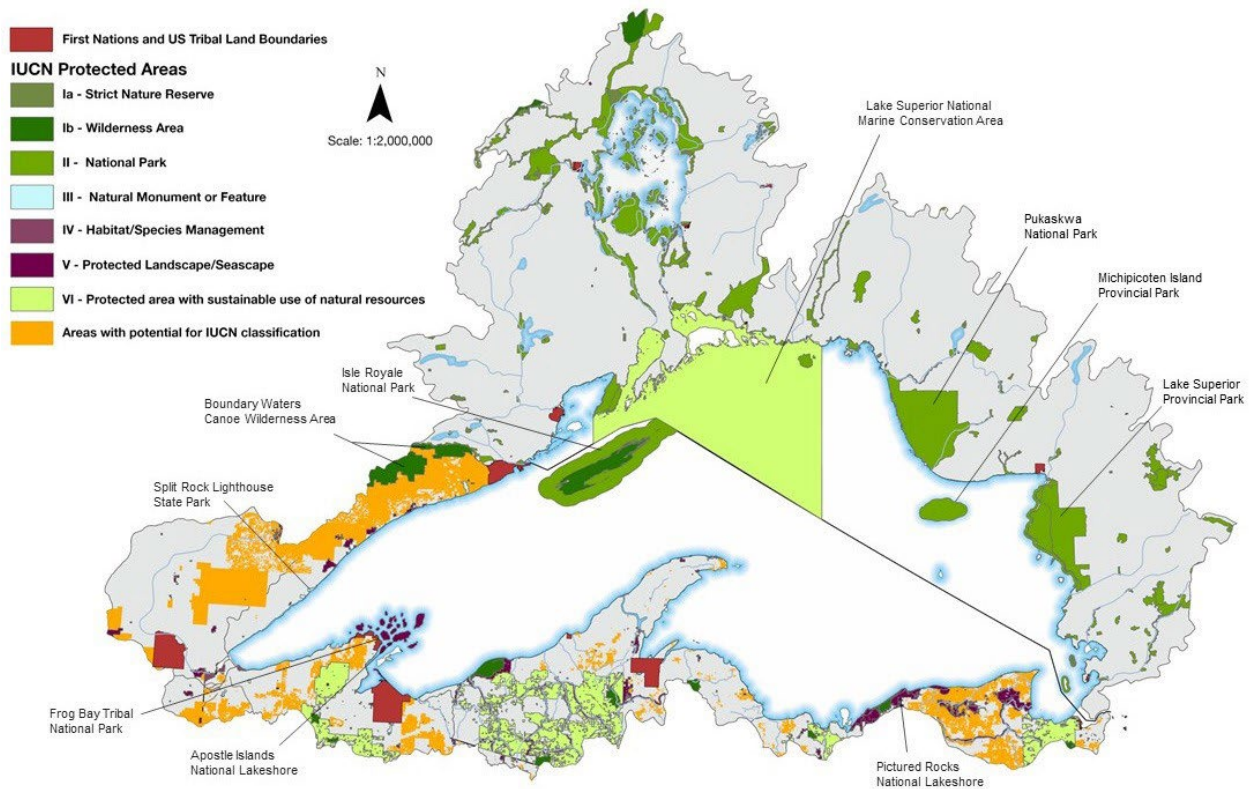 First Nations and US Tribal Land Boundaries
IUCN Protected Areas
Ia - Strict Nature Reserve
Ib - Wilderness Area
II - National Park
III - Natural Monument or Feature
IV - Habitat/Species Management
V - Protected Landscape/Seascape
VI - Protected area with sustainable use of natural resources
Areas with potential for IUCN classification
N
Scale: 1:2,000,000
Lake Superior National
Marine Conservation Area
Pukaskwa
National Park
Michipicoten Island
Provincial Park
Lake Superior
Provincial Park
Isle Royale
National Park
Boundary Waters
Canoe Wilderness Area
Split Rock Lighthouse
State Park
Frog Bay Tribal
National Park
Apostle Islands
National Lakeshore
Pictured Rocks
National Lakeshore